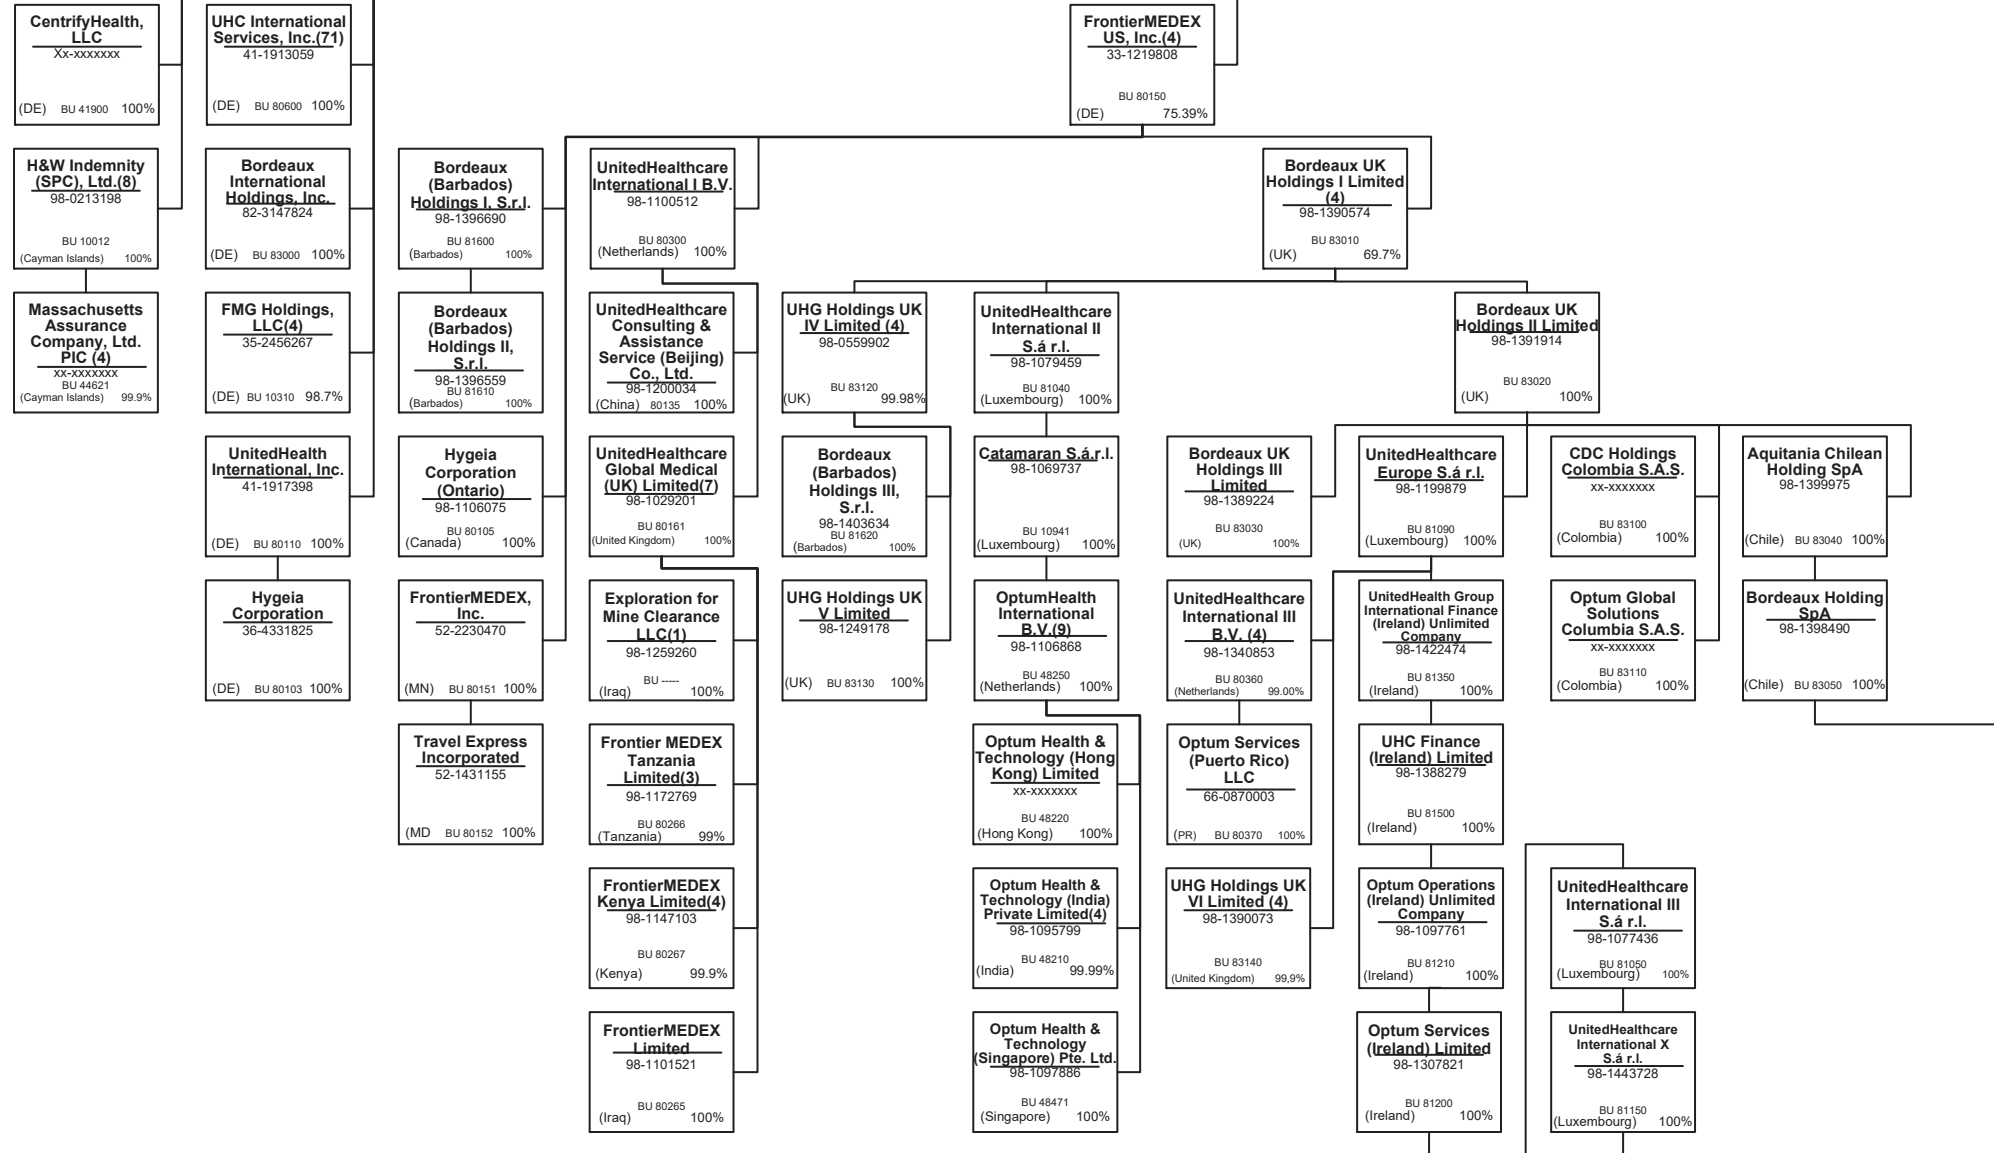 CentrifyHealth,
LLC
Xx-xxxxxxx
(DE) BU 41900 100%
UHC International
Services, Inc.(71)
41-1913059
(DE) BU 80600 100%
FrontierMEDEX
US, Inc.(4)
33-1219808
BU 80150
(DE) 75.39%
H&W Indemnity
(SPC), Ltd.(8)
98-0213198
BU 10012
(Cayman Islands) 100%
Bordeaux
International
Holdings, Inc.
82-3147824
(DE) BU 83000 100%
Bordeaux
(Barbados)
Holdings I, S.r.l.
98-1396690
BU 81600
(Barbados) 100%
UnitedHealthcare
International I B.V.
98-1100512
BU 80300
(Netherlands) 100%
Bordeaux UK
Holdings I Limited
(4)
98-1390574
BU 83010
(UK) 69.7%
Massachusetts
Assurance
Company, Ltd.
PIC (4)
xx-xxxxxxx
BU 44621
(Cayman Islands) 99.9%
FMG Holdings,
LLC(4)
35-2456267
(DE) BU 10310 98.7%
Bordeaux
(Barbados)
Holdings II,
S.r.l.
98-1396559
BU 81610
(Barbados) 100%
UnitedHealthcare
Consulting &
Assistance
Service (Beijing)
Co., Ltd.
98-1200034
(China) 80135 100%
UHG Holdings UK
IV Limited (4)
98-0559902
BU 83120
(UK) 99.98%
UnitedHealthcare
International II
S.á r.l.
98-1079459
BU 81040
(Luxembourg) 100%
Bordeaux UK
Holdings II Limited
98-1391914
BU 83020
(UK) 100%
UnitedHealth
International, Inc.
41-1917398
(DE) BU 80110 100%
Hygeia
Corporation
(Ontario)
98-1106075
BU 80105
(Canada) 100%
UnitedHealthcare
Global Medical
(UK) Limited(7)
98-1029201
BU 80161
(United Kingdom) 100%
Bordeaux
(Barbados)
Holdings III,
S.r.l.
98-1403634
BU 81620
(Barbados) 100%
Catamaran S.á.r.l.
98-1069737
BU 10941
(Luxembourg) 100%
Bordeaux UK
Holdings III
Limited
98-1389224
BU 83030
(UK) 100%
UnitedHealthcare
Europe S.á r.l.
98-1199879
BU 81090
(Luxembourg) 100%
CDC Holdings
Colombia S.A.S.
xx-xxxxxxx
BU 83100
(Colombia) 100%
Aquitania Chilean
Holding SpA
98-1399975
(Chile) BU 83040 100%
Hygeia
Corporation
36-4331825
(DE) BU 80103 100%
FrontierMEDEX,
Inc.
52-2230470
(MN) BU 80151 100%
Exploration for
Mine Clearance
LLC(1)
98-1259260
BU -----
(Iraq) 100%
UHG Holdings UK
V Limited
98-1249178
(UK) BU 83130 100%
OptumHealth
International
B.V.(9)
98-1106868
BU 48250
(Netherlands) 100%
UnitedHealthcare
International III
B.V. (4)
98-1340853
BU 80360
(Netherlands) 99.00%
UnitedHealth Group
International Finance
(Ireland) Unlimited
Company
98-1422474
BU 81350
(Ireland) 100%
Optum Global
Solutions
Columbia S.A.S.
xx-xxxxxxx
BU 83110
(Colombia) 100%
Bordeaux Holding
SpA
98-1398490
(Chile) BU 83050 100%
Travel Express
Incorporated
52-1431155
(MD BU 80152 100%
Frontier MEDEX
Tanzania
Limited(3)
98-1172769
BU 80266
(Tanzania) 99%
Optum Health &
Technology (Hong
Kong) Limited
xx-xxxxxxx
BU 48220
(Hong Kong) 100%
Optum Services
(Puerto Rico)
LLC
66-0870003
(PR) BU 80370 100%
UHC Finance
(Ireland) Limited
98-1388279
BU 81500
(Ireland) 100%
FrontierMEDEX
Kenya Limited(4)
98-1147103
BU 80267
(Kenya) 99.9%
Optum Health &
Technology (India)
Private Limited(4)
98-1095799
BU 48210
(India) 99.99%
UHG Holdings UK
VI Limited (4)
98-1390073
BU 83140
(United Kingdom) 99,9%
Optum Operations
(Ireland) Unlimited
Company
98-1097761
BU 81210
(Ireland) 100%
UnitedHealthcare
International III
S.á r.l.
98-1077436
BU 81050
(Luxembourg) 100%
FrontierMEDEX
Limited
98-1101521
BU 80265
(Iraq) 100%
Optum Health &
Technology
(Singapore) Pte. Ltd.
98-1097886
BU 48471
(Singapore) 100%
Optum Services
(Ireland) Limited
98-1307821
BU 81200
(Ireland) 100%
UnitedHealthcare
International X
S.á r.l.
98-1443728
BU 81150
(Luxembourg) 100%